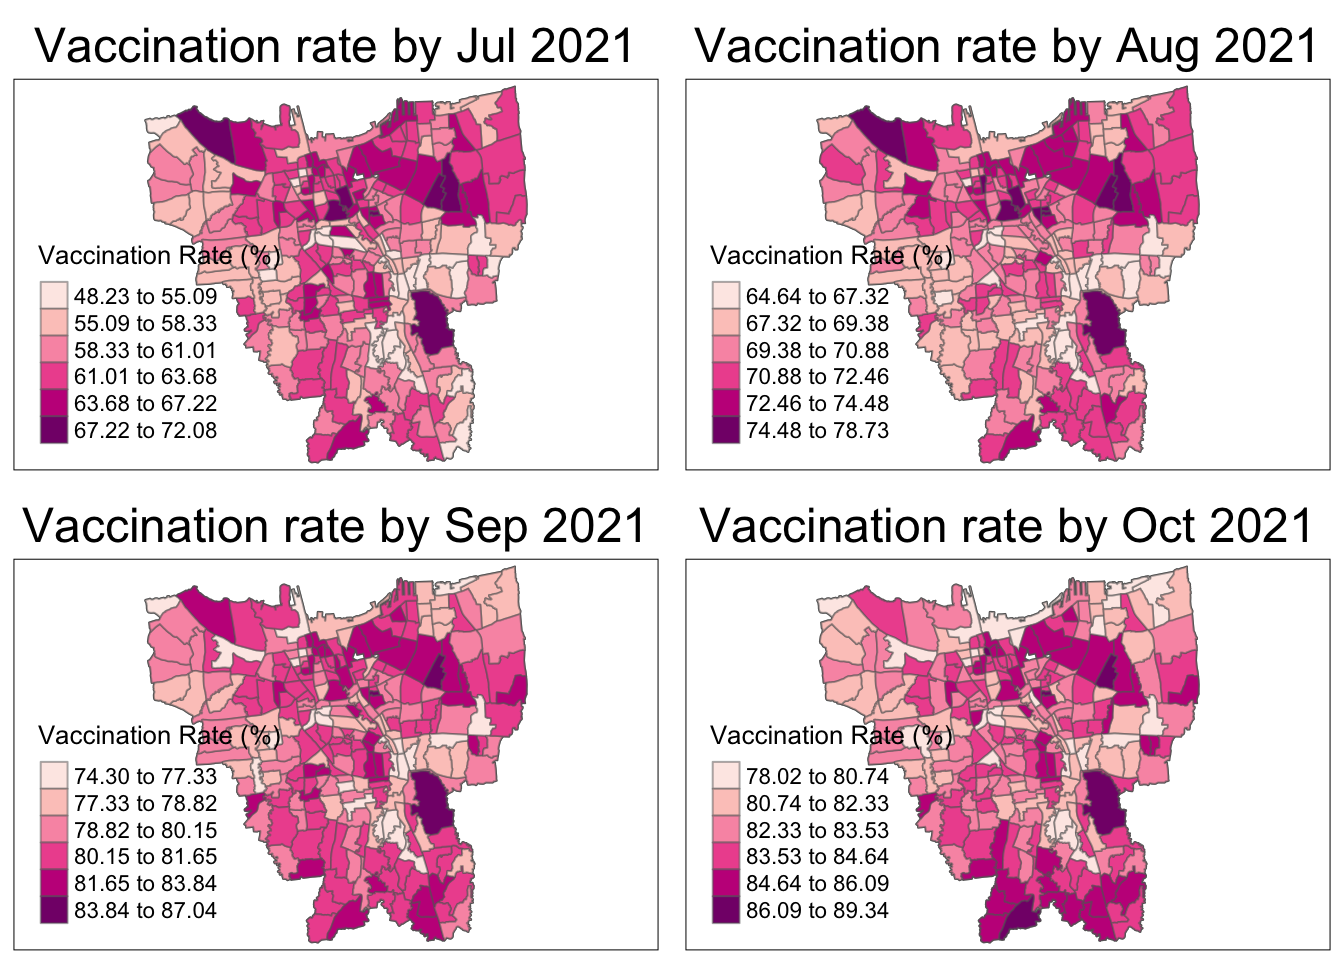 Vaccination rate by Jul 2021
Vaccination Rate (%)
48.23 to 55.09
55.09 to 58.33
58.33 to 61.01
61.01 to 63.68
63.68 to 67.22
67.22 to 72.08
Vaccination rate by Aug 2021
Vaccination Rate (%)
64.64 to 67.32
67.32 to 69.38
69.38 to 70.88
70.88 to 72.46
72.46 to 74.48
74.48 to 78.73
Vaccination rate by Sep 2021
Vaccination Rate (%)
74.30 to 77.33
77.33 to 78.82
78.82 to 80.15
80.15 to 81.65
81.65 to 83.84
83.84 to 87.04
Vaccination rate by Oct 2021
Vaccination Rate (%)
78.02 to 80.74
80.74 to 82.33
82.33 to 83.53
83.53 to 84.64
84.64 to 86.09
86.09 to 89.34